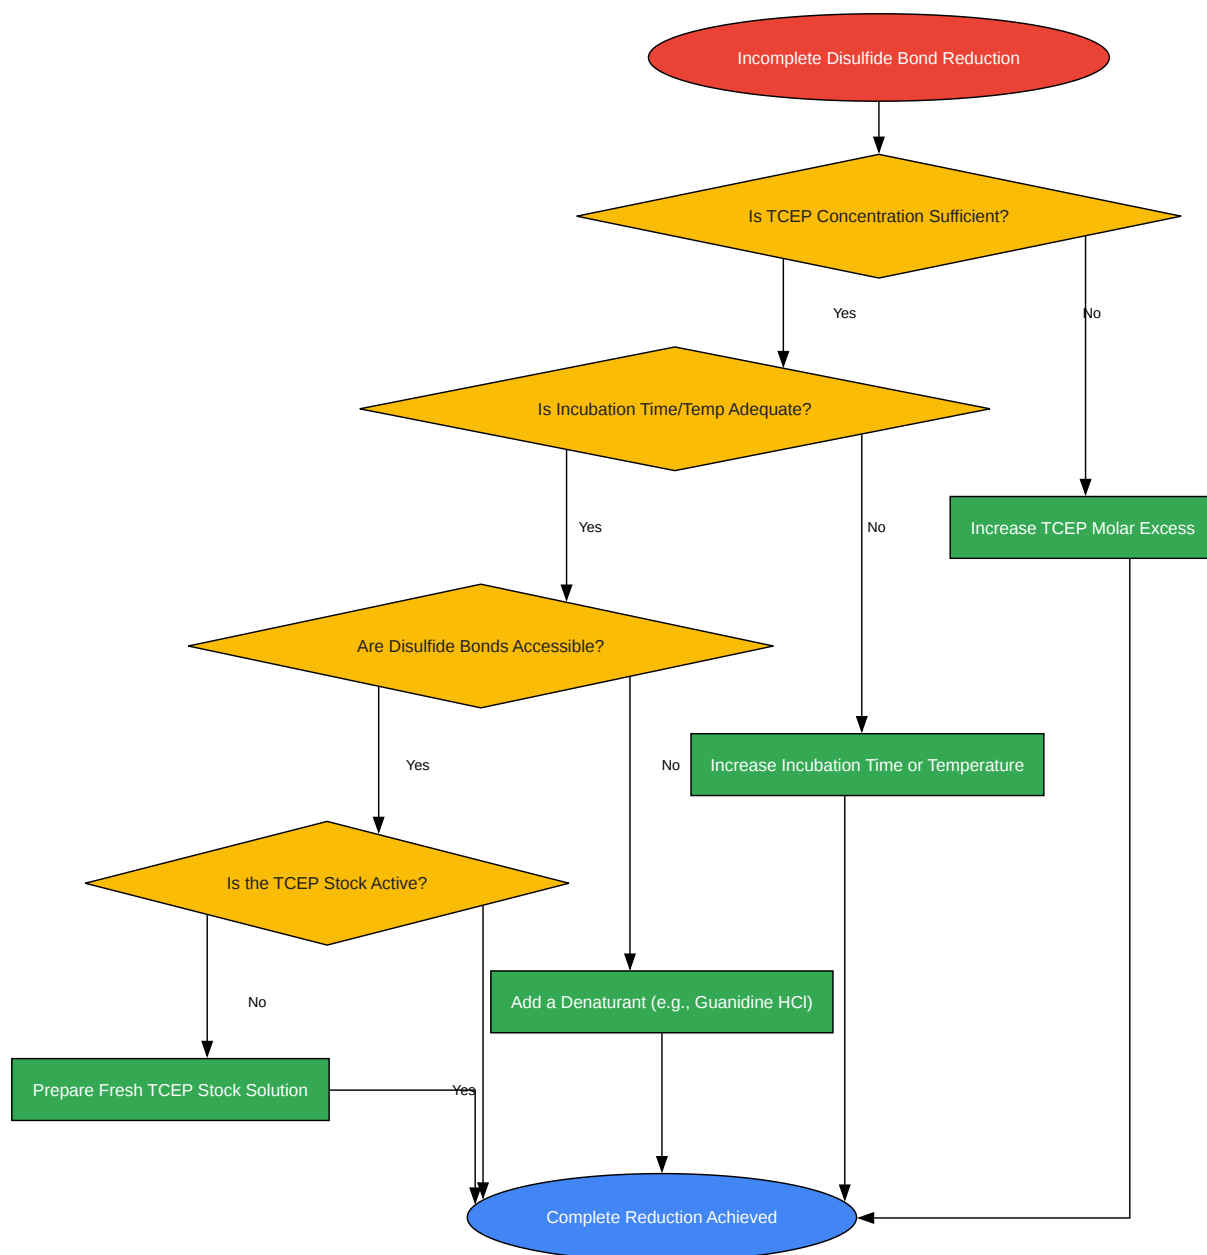 Incomplete Disulfide Bond Reduction
Is TCEP Concentration Sufficient?
Yes
No
Is Incubation Time/Temp Adequate?
Yes
No
Increase TCEP Molar Excess
Are Disulfide Bonds Accessible?
Yes
No
Increase Incubation Time or Temperature
Is the TCEP Stock Active?
No
Add a Denaturant (e.g., Guanidine HCl)
Prepare Fresh TCEP Stock Solution
Yes
Complete Reduction Achieved